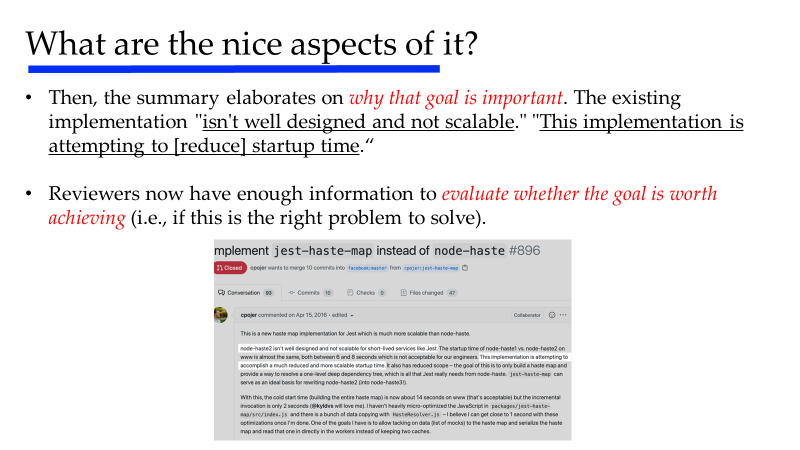 What are the nice aspects of it?
• Then, the summary elaborates on why that goal is important. The existing
implementation "isn't well designed and not scalable." "This implementation is
attempting to [reduce] startup time.“
• Reviewers now have enough information to evaluate whether the goal is worth
achieving (i.e., if this is the right problem to solve).
mplement jest-haste-map instead of node-haste #896
Closed cpojer wants to merge 10 commits into facebook:master from cpojer:jest-haste-map
Conversation 93 Commits 10 Checks 0 Files changed 47
cpojer commented on Apr 15, 2016 • edited Collaborator
This is a new haste map implementation for Jest which is much more scalable than node-haste.
node-haste2 isn't well designed and not scalable for short-lived services like Jest. The startup time of node-haste1 vs. node-haste2 on
www is almost the same, both between 6 and 8 seconds which is not acceptable for our engineers. This implementation is attempting to
accomplish a much reduced and more scalable startup time. It also has reduced scope – the goal of this is to only build a haste map and
provide a way to resolve a one-level deep dependency tree, which is all that Jest really needs from node-haste. jest-haste-map can
serve as an ideal basis for rewriting node-haste2 (into node-haste3!).
With this, the cold start time (building the entire haste map) is now about 14 seconds on www (that's acceptable) but the incremental
invocation is only 2 seconds (@kyldvs will love me). I haven't heavily micro-optimized the JavaScript in packages/jest-haste-
map/src/index.js and there is a bunch of data copying with HasteResolver.js – I believe I can get close to 1 second with these
optimizations once I'm done. One of the goals I have is to allow tacking on data (list of mocks) to the haste map and serialize the haste
map and read that one in directly in the workers instead of keeping two caches.